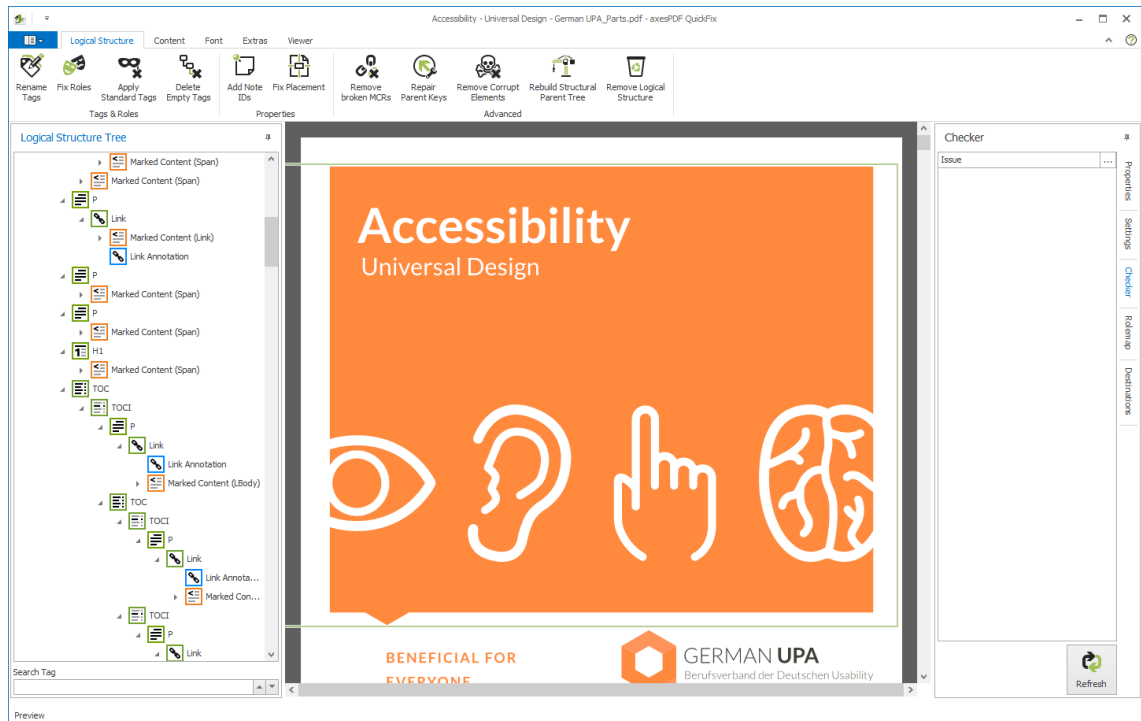 Accessibility - Universal Design - German UPA_Parts.pdf - axesPDF QuickFix
Logical Structure Content Font Extras Viewer
Rename Tags
Fix Roles
Apply Standard Tags
Delete Empty Tags
Add Note IDs
Fix Placement
Remove broken MCRs
Repair Parent Keys
Remove Corrupt Elements
Rebuild Structural Parent Tree
Remove Logical Structure
Tags & Roles
Properties
Advanced
Logical Structure Tree
Marked Content (Span)
Marked Content (Span)
P
Link
Marked Content (Link)
Link Annotation
P
Marked Content (Span)
P
Marked Content (Span)
H1
Marked Content (Span)
TOC
TOCI
P
Link
Link Annotation
Marked Content (LBody)
TOC
TOCI
P
Link
Link Annota...
Marked Con...
TOCI
P
Link
Search Tag
Preview
Accessibility
Universal Design
BENEFICIAL FOR
EVERYONE
GERMAN UPA
Berufsverband der Deutschen Usability
Checker
Issue
...
Refresh
Properties
Settings
Checker
Rolemap
Destinations